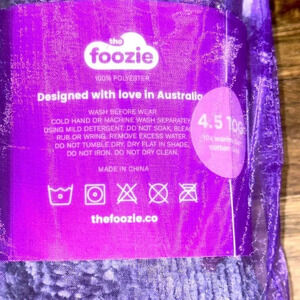 the
foozie
100% POLYESTER
Designed with love in Australia
WASH BEFORE WEAR
COLD HAND OR MACHINE WASH SEPARATELY
USING MILD DETERGENT. DO NOT SOAK, BLEACH,
RUB OR WRING. REMOVE EXCESS WATER.
DO NOT TUMBLE DRY. DRY FLAT IN SHADE.
DO NOT IRON. DO NOT DRY CLEAN.
4.5 TOG
MADE IN CHINA
thefoozie.co